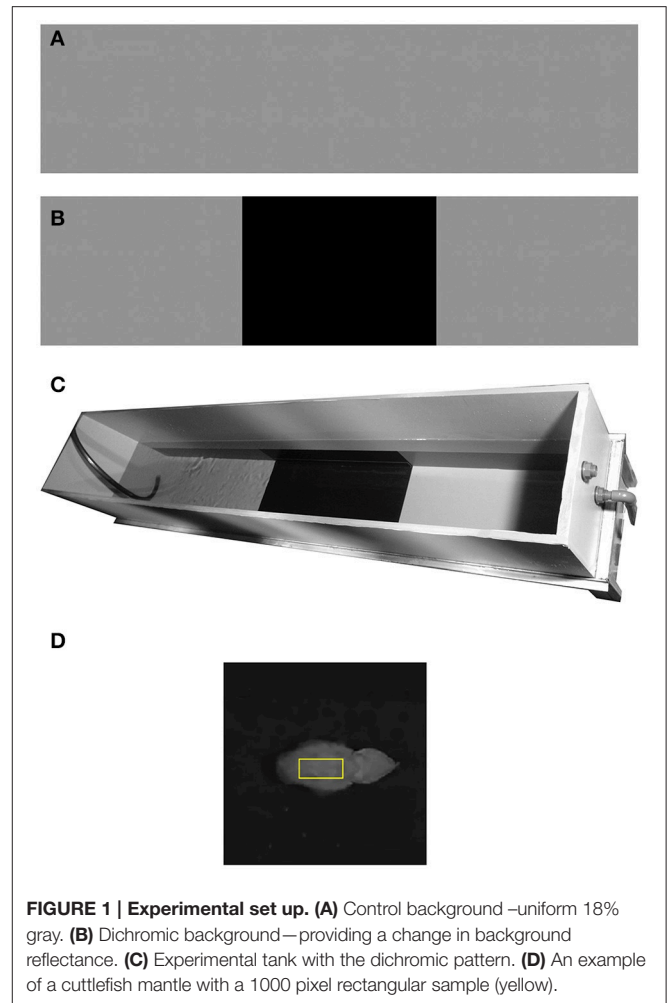 A
B
C
D
FIGURE 1 | Experimental set up. (A) Control background –uniform 18%
gray. (B) Dichromic background—providing a change in background
reflectance. (C) Experimental tank with the dichromic pattern. (D) An example
of a cuttlefish mantle with a 1000 pixel rectangular sample (yellow).